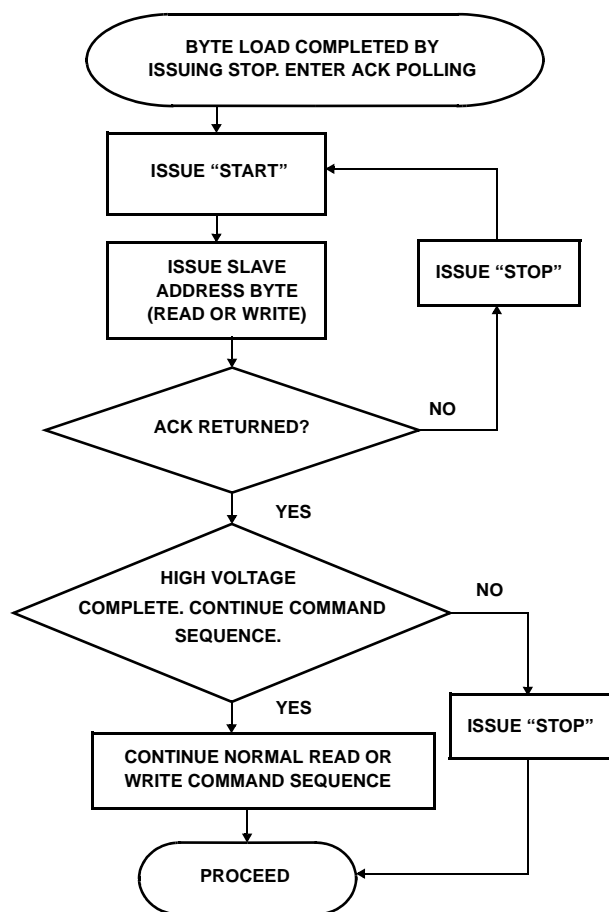 BYTE LOAD COMPLETED BY
ISSUING STOP. ENTER ACK POLLING
ISSUE “START”
ISSUE SLAVE
ADDRESS BYTE
(READ OR WRITE)
ISSUE “STOP”
ACK RETURNED?
NO
YES
HIGH VOLTAGE
COMPLETE. CONTINUE COMMAND
SEQUENCE.
NO
YES
ISSUE “STOP”
CONTINUE NORMAL READ OR
WRITE COMMAND SEQUENCE
PROCEED